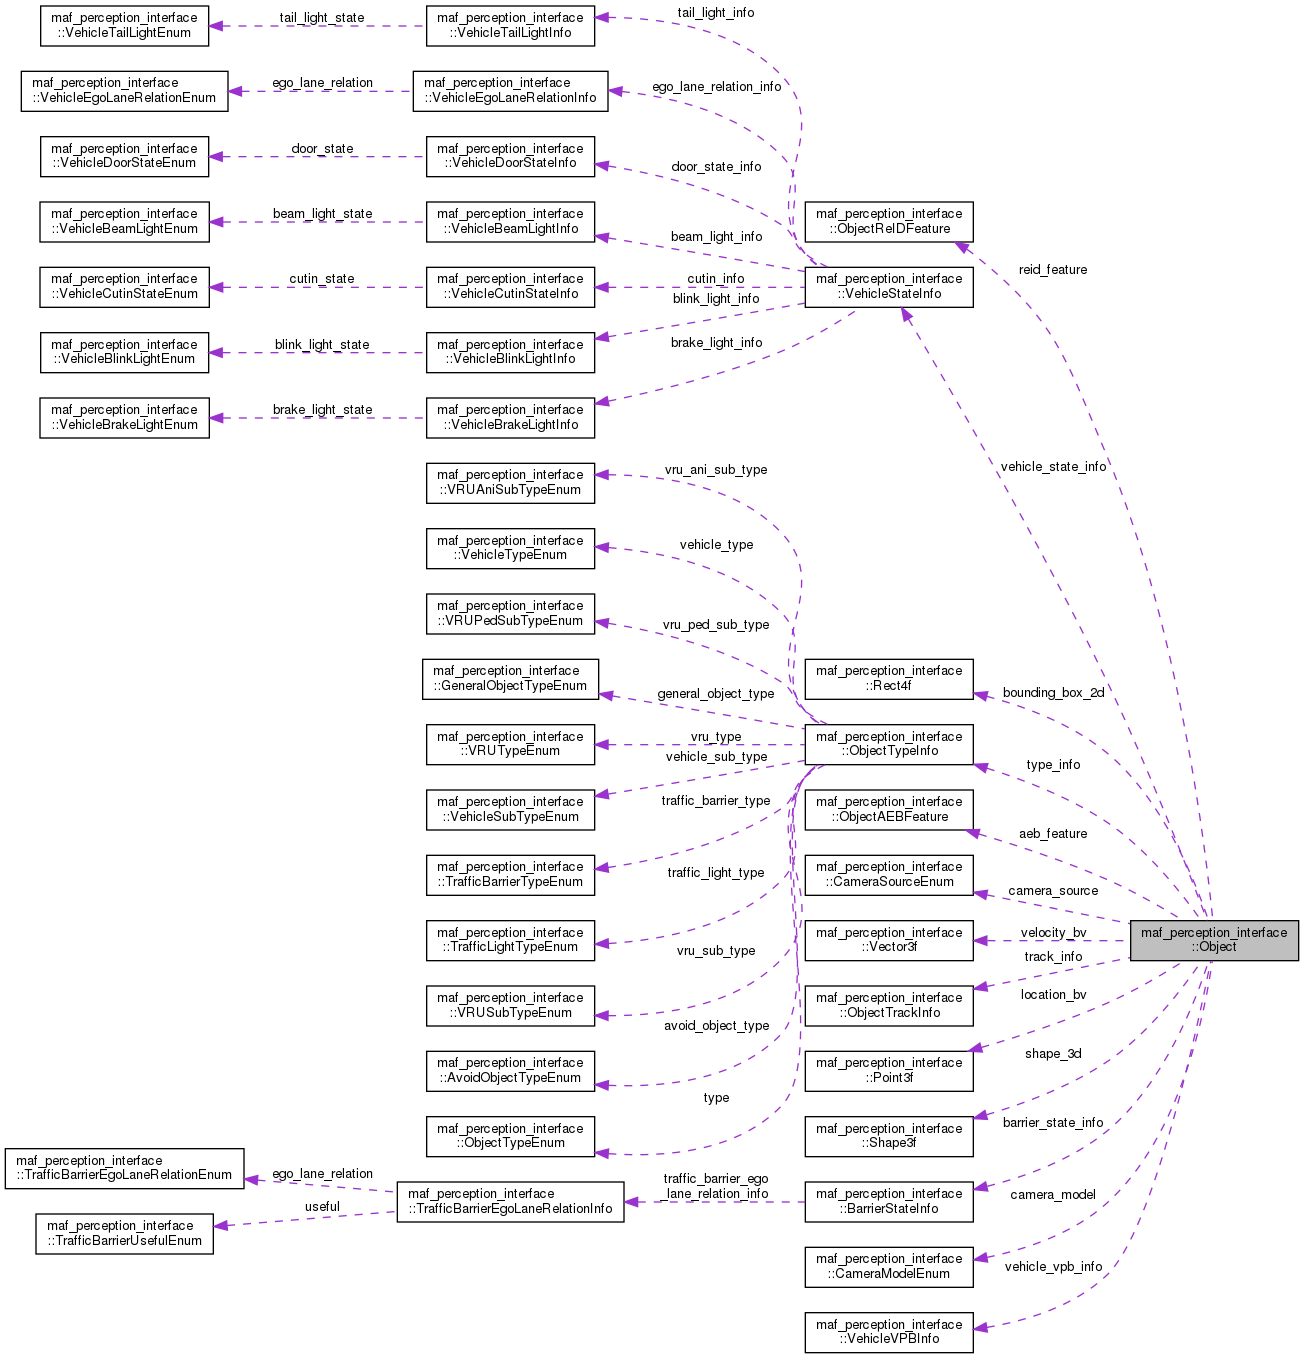 maf_perception_interface
::VehicleTailLightEnum
tail_light_state
maf_perception_interface
::VehicleTailLightInfo
tail_light_info
maf_perception_interface
::VehicleEgoLaneRelationEnum
ego_lane_relation
maf_perception_interface
::VehicleEgoLaneRelationInfo
ego_lane_relation_info
maf_perception_interface
::VehicleDoorStateEnum
door_state
maf_perception_interface
::VehicleDoorStateInfo
door_state_info
maf_perception_interface
::VehicleBeamLightEnum
beam_light_state
maf_perception_interface
::VehicleBeamLightInfo
beam_light_info
maf_perception_interface
::ObjectReIDFeature
reid_feature
maf_perception_interface
::VehicleCutinStateEnum
cutin_state
maf_perception_interface
::VehicleCutinStateInfo
cutin_info
maf_perception_interface
::VehicleStateInfo
maf_perception_interface
::VehicleBlinkLightEnum
blink_light_state
maf_perception_interface
::VehicleBlinkLightInfo
blink_light_info
maf_perception_interface
::VehicleBrakeLightEnum
brake_light_state
maf_perception_interface
::VehicleBrakeLightInfo
brake_light_info
maf_perception_interface
::VRUAniSubTypeEnum
vru_ani_sub_type
vehicle_state_info
maf_perception_interface
::VehicleTypeEnum
vehicle_type
maf_perception_interface
::VRUPedSubTypeEnum
vru_ped_sub_type
maf_perception_interface
::GeneralObjectTypeEnum
general_object_type
maf_perception_interface
::Rect4f
bounding_box_2d
maf_perception_interface
::VRUTypeEnum
vru_type
maf_perception_interface
::ObjectTypeInfo
type_info
maf_perception_interface
::VehicleSubTypeEnum
vehicle_sub_type
maf_perception_interface
::ObjectAEBFeature
aeb_feature
maf_perception_interface
::TrafficBarrierTypeEnum
traffic_barrier_type
maf_perception_interface
::CameraSourceEnum
camera_source
maf_perception_interface
::TrafficLightTypeEnum
traffic_light_type
maf_perception_interface
::Vector3f
velocity_bv
maf_perception_interface
::Object
maf_perception_interface
::VRUSubTypeEnum
vru_sub_type
maf_perception_interface
::ObjectTrackInfo
track_info
maf_perception_interface
::AvoidObjectTypeEnum
avoid_object_type
maf_perception_interface
::Point3f
location_bv
maf_perception_interface
::ObjectTypeEnum
type
maf_perception_interface
::Shape3f
shape_3d
maf_perception_interface
::TrafficBarrierEgoLaneRelationEnum
ego_lane_relation
maf_perception_interface
::TrafficBarrierUsefulEnum
useful
maf_perception_interface
::TrafficBarrierEgoLaneRelationInfo
traffic_barrier_ego
_lane_relation_info
maf_perception_interface
::BarrierStateInfo
barrier_state_info
maf_perception_interface
::CameraModelEnum
camera_model
maf_perception_interface
::VehicleVPBInfo
vehicle_vpb_info